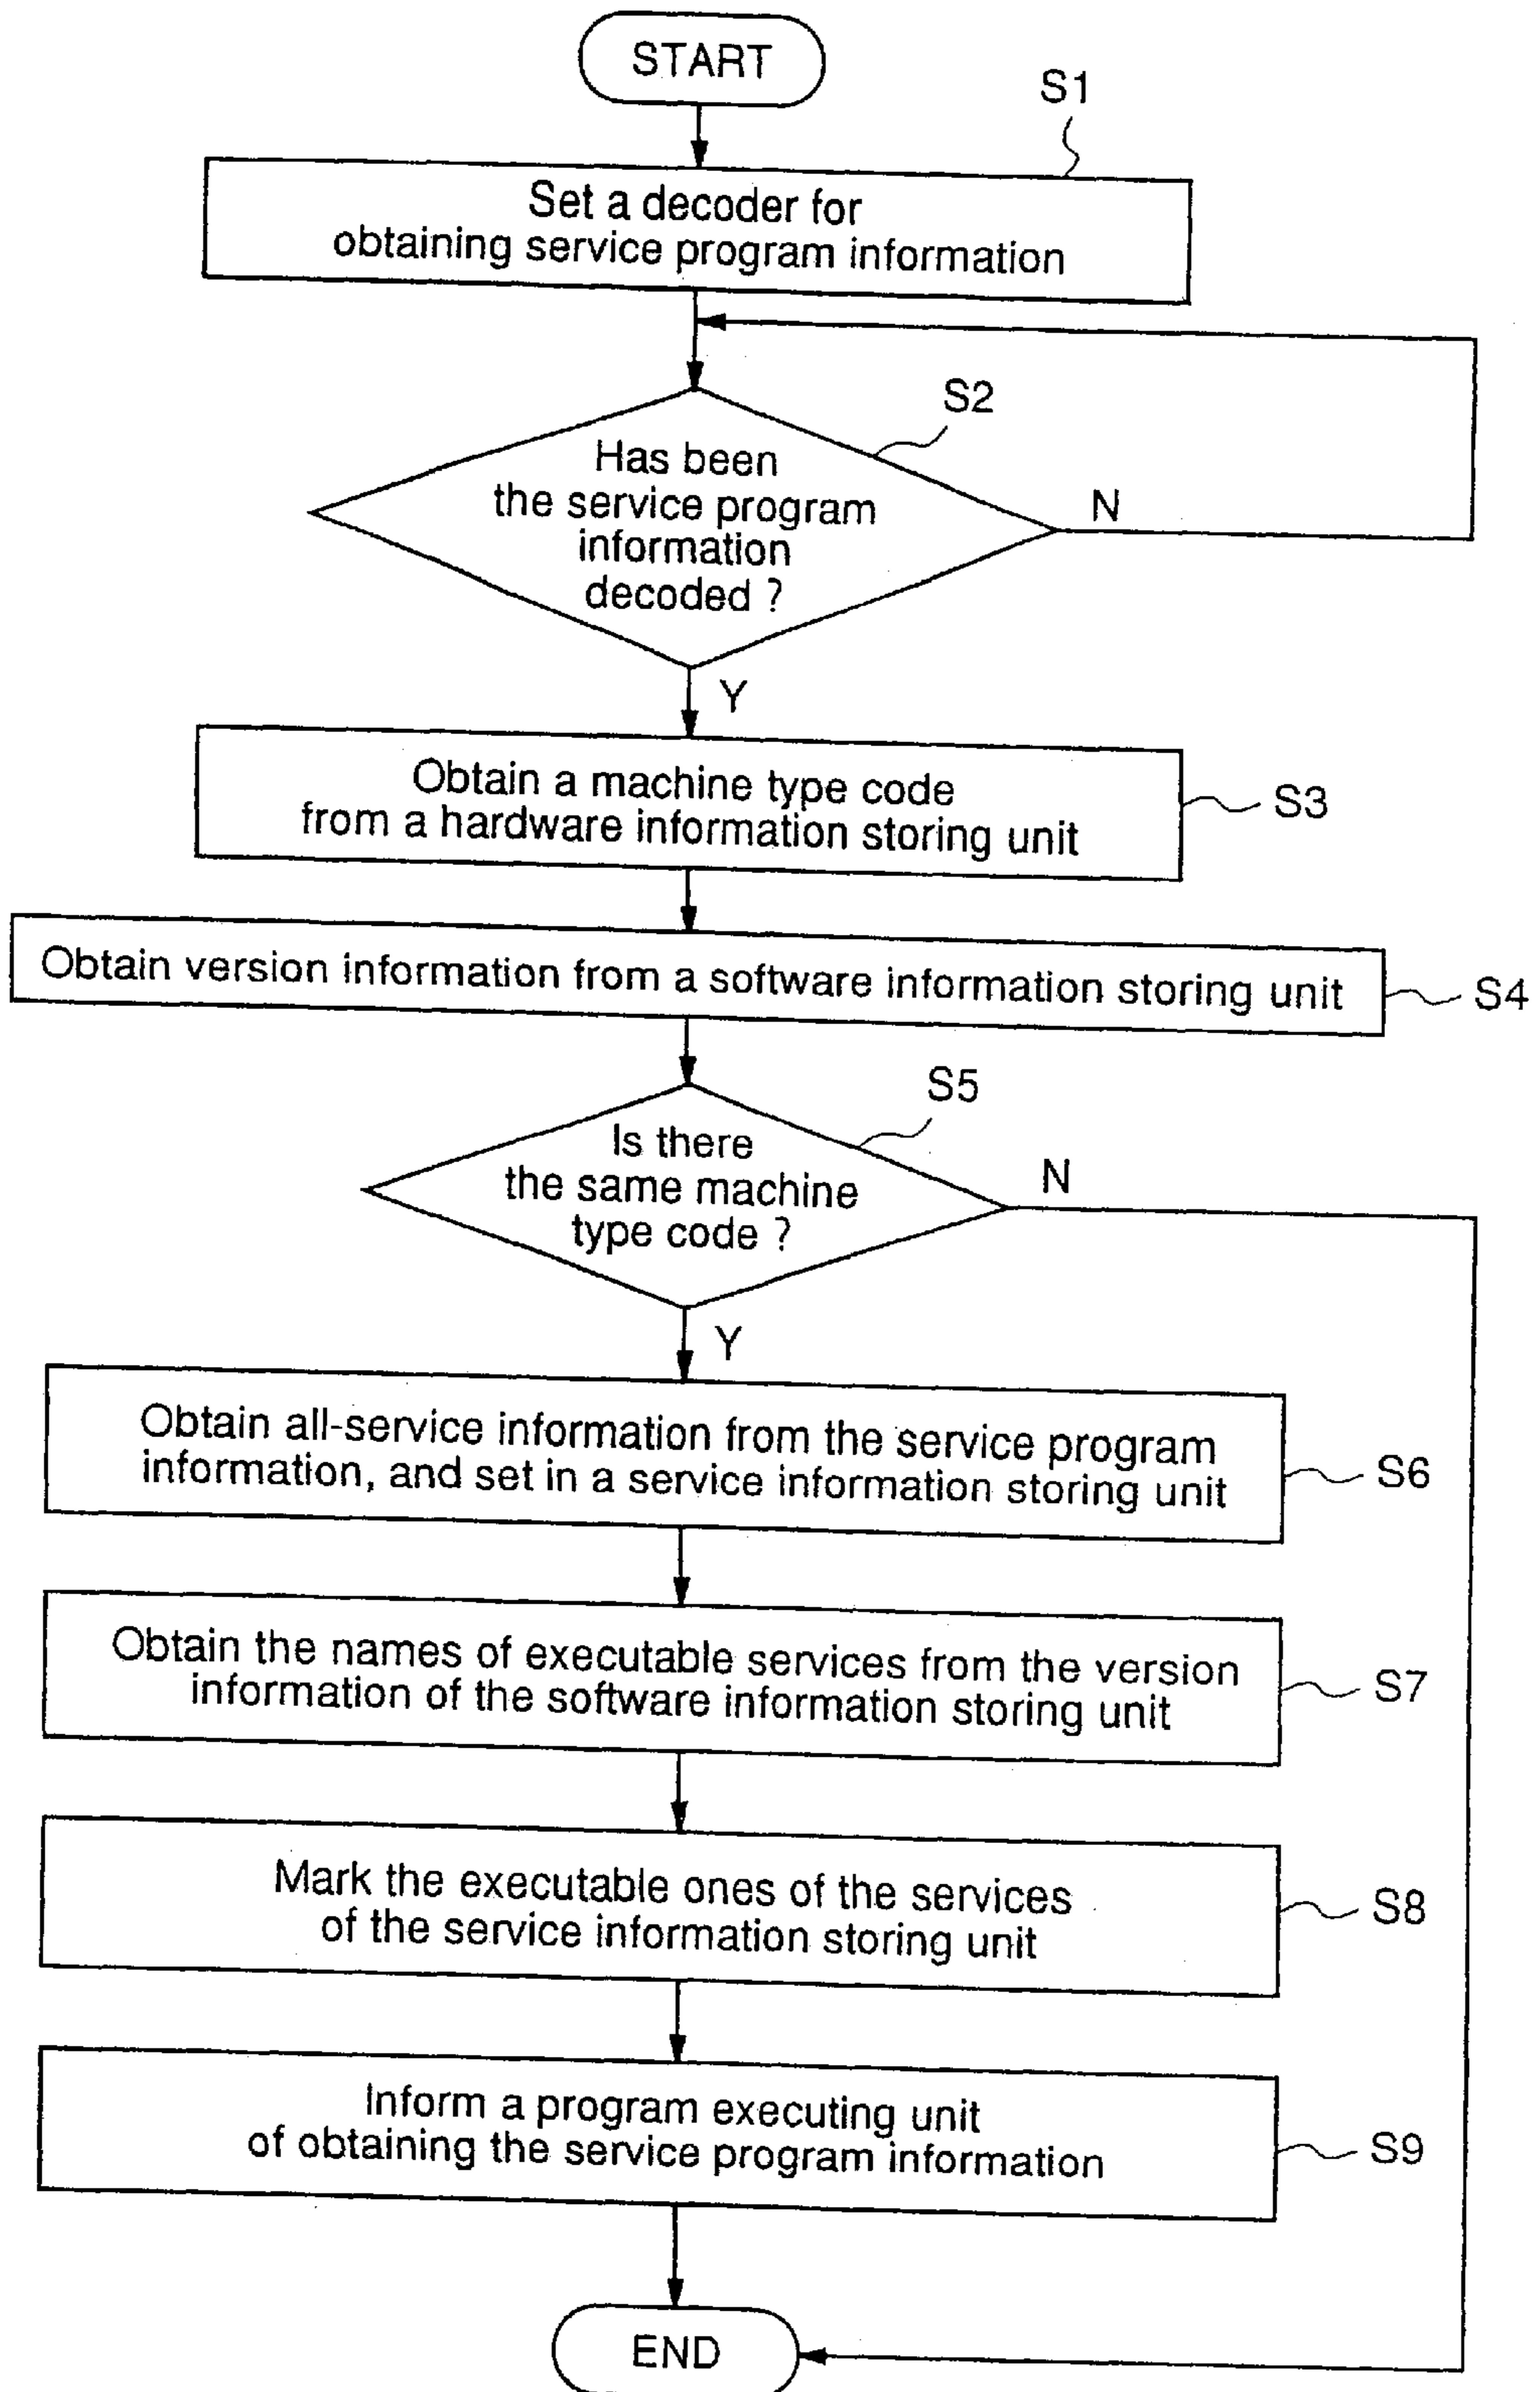 START
S1
Set a decoder for
obtaining service program information
S2
Has been
the service program
information
decoded ?
N
Y
Obtain a machine type code
from a hardware information storing unit
S3
Obtain version information from a software information storing unit
S4
S5
Is there
the same machine
type code ?
N
Y
Obtain all-service information from the service program
information, and set in a service information storing unit
S6
Obtain the names of executable services from the version
information of the software information storing unit
S7
Mark the executable ones of the services
of the service information storing unit
S8
Inform a program executing unit
of obtaining the service program information
S9
END